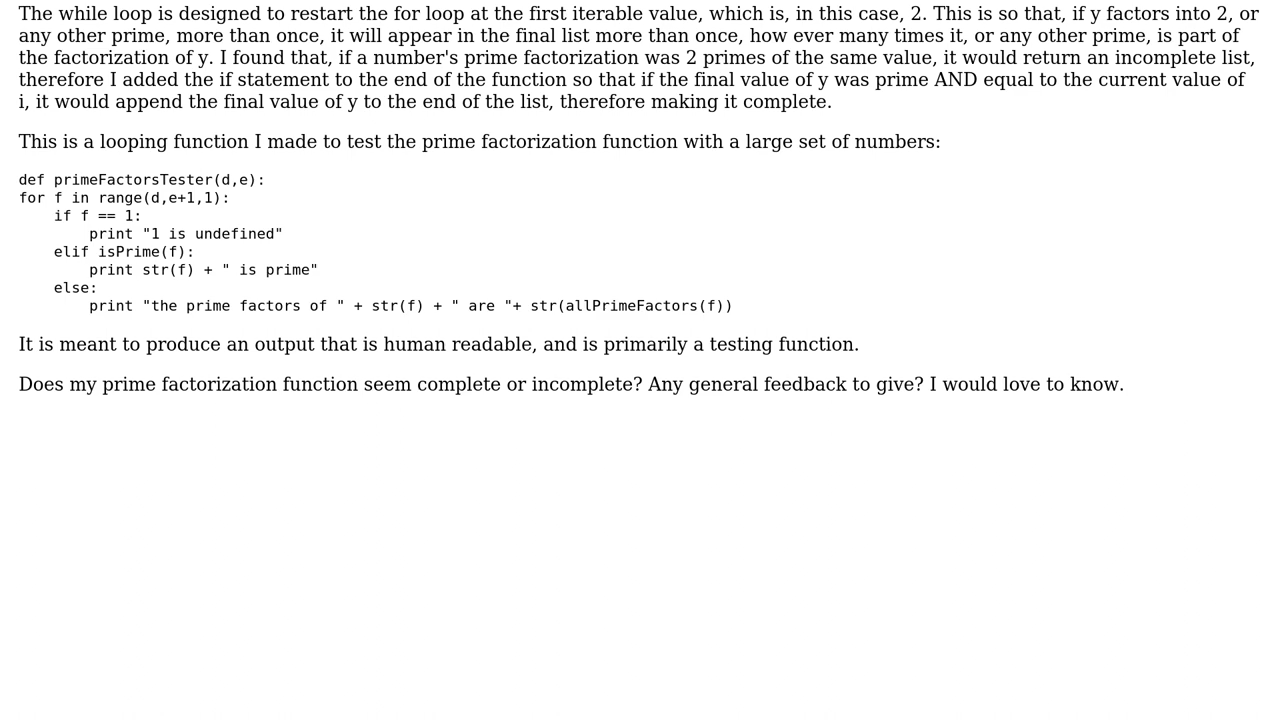 The while loop is designed to restart the for loop at the first iterable value, which is, in this case, 2. This is so that, if y factors into 2, or
any other prime, more than once, it will appear in the final list more than once, how ever many times it, or any other prime, is part of
the factorization of y. I found that, if a number's prime factorization was 2 primes of the same value, it would return an incomplete list,
therefore I added the if statement to the end of the function so that if the final value of y was prime AND equal to the current value of
i, it would append the final value of y to the end of the list, therefore making it complete.
This is a looping function I made to test the prime factorization function with a large set of numbers:
def primeFactorsTester(d,e):
for f in range(d,e+1,1):
    if f == 1:
        print "1 is undefined"
    elif isPrime(f):
        print str(f) + " is prime"
    else:
        print "the prime factors of " + str(f) + " are "+ str(allPrimeFactors(f))
It is meant to produce an output that is human readable, and is primarily a testing function.
Does my prime factorization function seem complete or incomplete? Any general feedback to give? I would love to know.